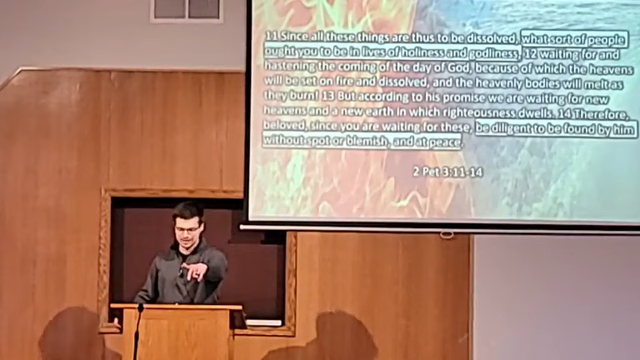 11 Since all these things are thus to be dissolved, what sort of people
ought you to be in lives of holiness and godliness, 12 waiting for and
hastening the coming of the day of God, because of which the heavens
will be set on fire and dissolved, and the heavenly bodies will melt as
they burn! 13 But according to his promise we are waiting for new
heavens and a new earth in which righteousness dwells. 14 Therefore,
beloved, since you are waiting for these, be diligent to be found by him
without spot or blemish, and at peace.
2 Pet 3:11-14